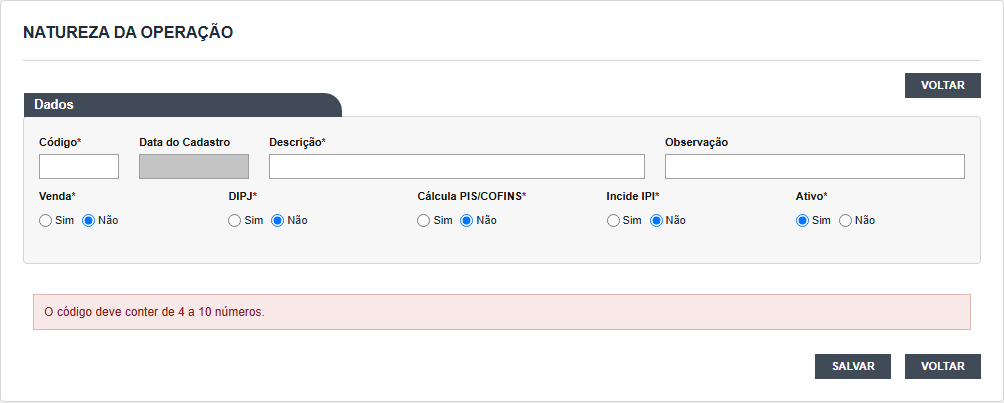 NATUREZA DA OPERAÇÃO
VOLTAR
Dados
Código* Data do Cadastro Descrição* Observação
Venda* DIPJ* Cálcula PIS/COFINS* Incide IPI* Ativo*
Sim Não Sim Não Sim Não Sim Não Sim Não
O código deve conter de 4 a 10 números.
SALVAR VOLTAR